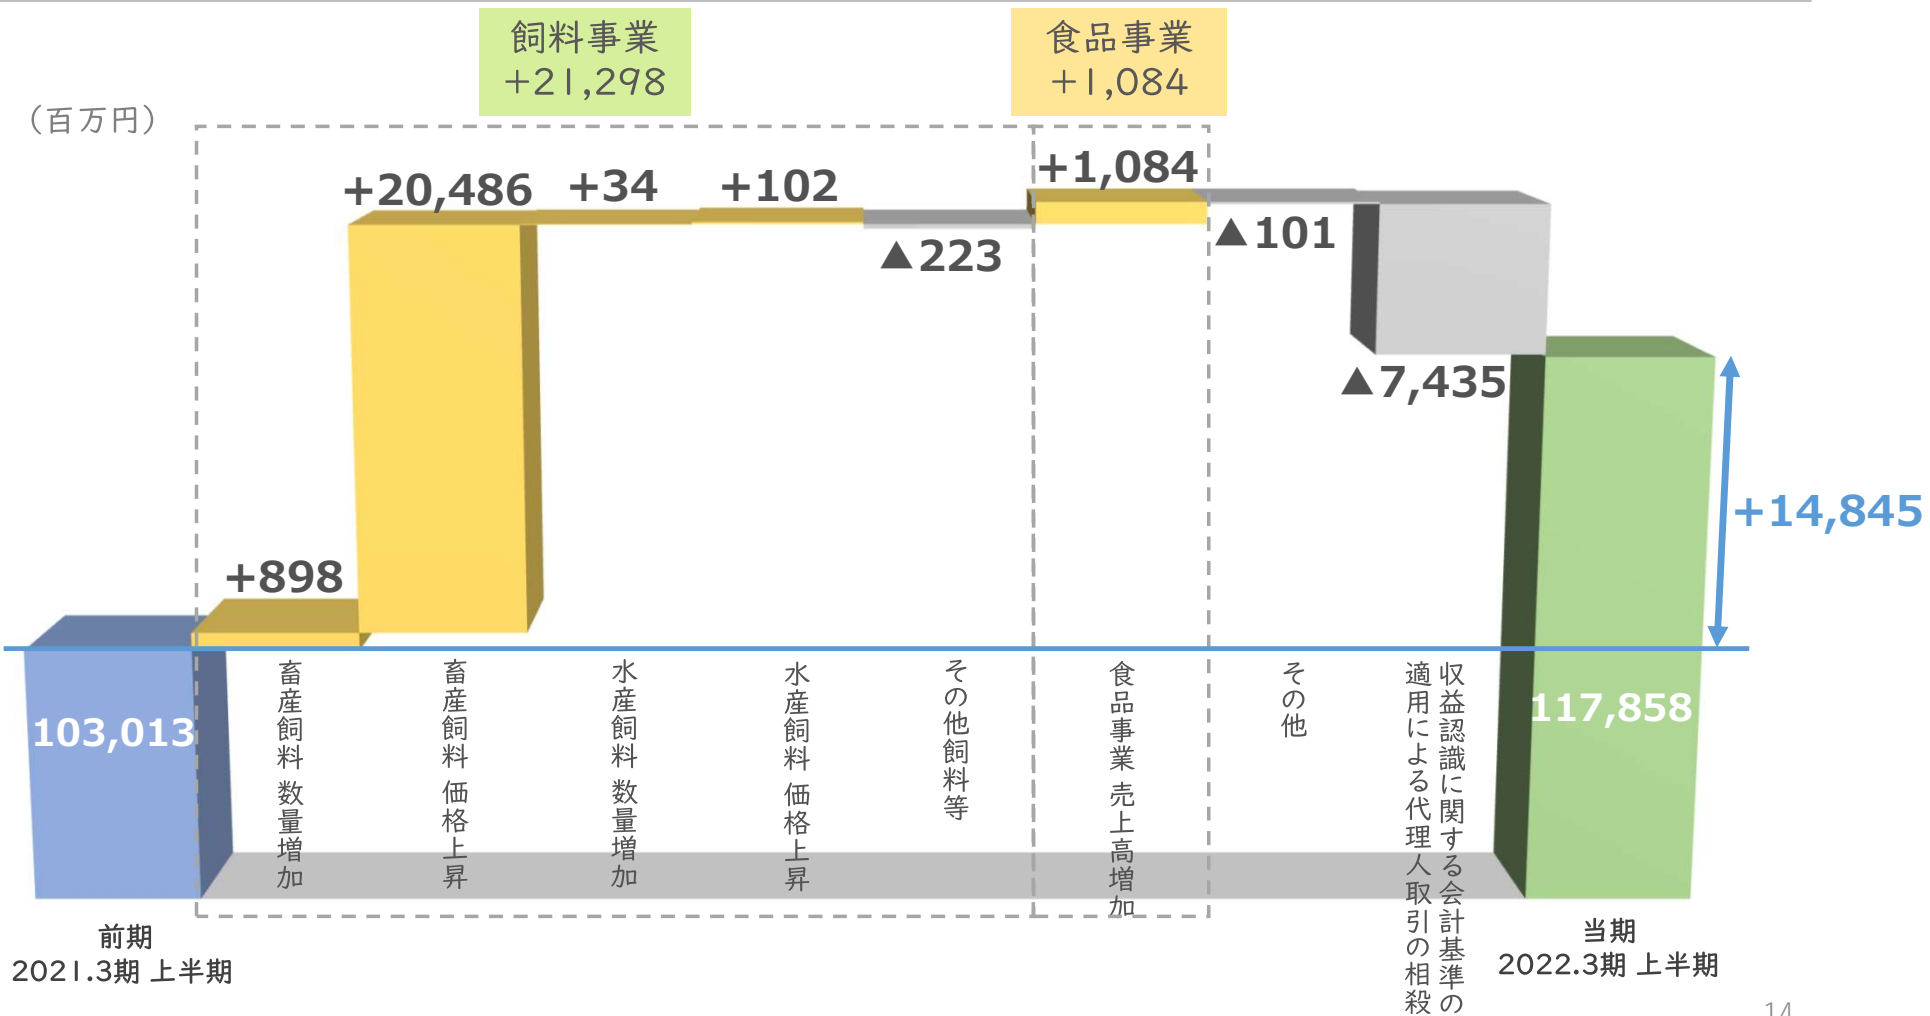 飼料事業
+21,298
食品事業
+1,084
（百万円）
+898
+20,486
+34
+102
▲223
+1,084
▲101
▲7,435
+14,845
103,013
117,858
畜産飼料 数量増加
畜産飼料 価格上昇
水産飼料 数量増加
水産飼料 価格上昇
その他飼料等
食品事業 売上高増加
その他
収益認識に関する会計基準の
適用による代理人取引の相殺
前期
2021.3期 上半期
当期
2022.3期 上半期
14